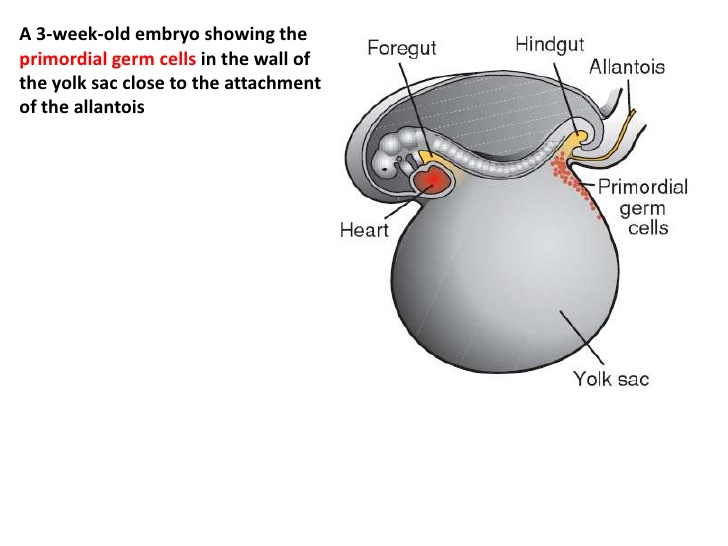 A 3-week-old embryo showing the
primordial germ cells in the wall of
the yolk sac close to the attachment
of the allantois
Foregut
Hindgut
Allantois
Primordial
germ
cells
Heart
Yolk sac